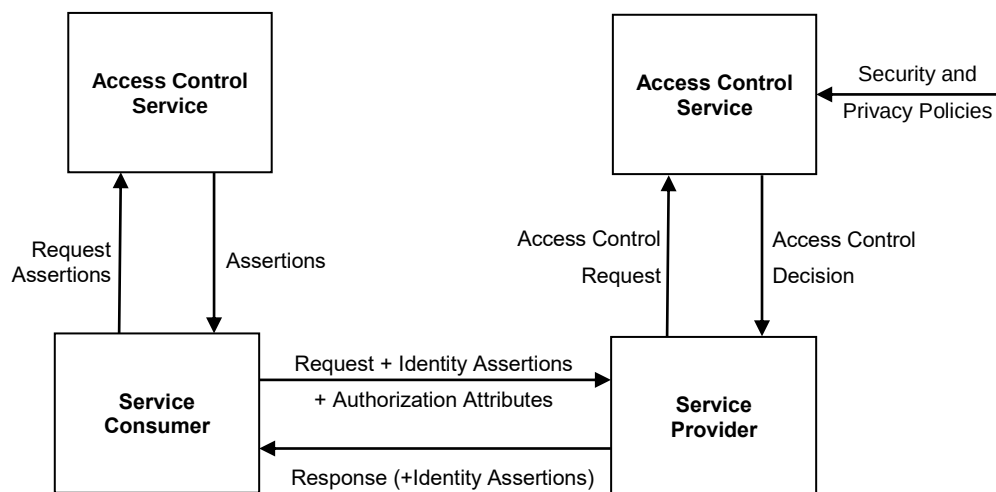 Access Control
Service
Access Control
Service
Security and
Privacy Policies
Request
Assertions
Assertions
Access Control
Request
Access Control
Decision
Service
Consumer
Request + Identity Assertions
+ Authorization Attributes
Response (+Identity Assertions)
Service
Provider